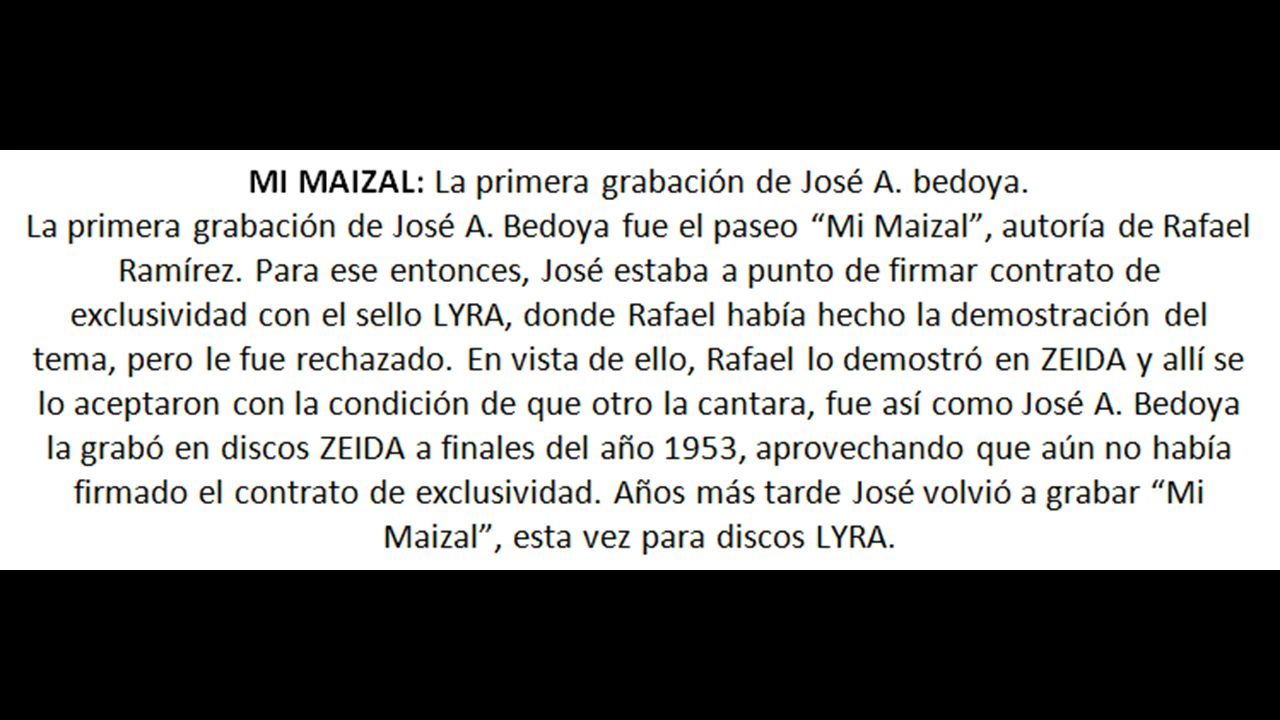 MI MAIZAL: La primera grabación de José A. bedoya.
La primera grabación de José A. Bedoya fue el paseo “Mi Maizal”, autoría de Rafael
Ramírez. Para ese entonces, José estaba a punto de firmar contrato de
exclusividad con el sello LYRA, donde Rafael había hecho la demostración del
tema, pero le fue rechazado. En vista de ello, Rafael lo demostró en ZEIDA y allí se
lo aceptaron con la condición de que otro la cantara, fue así como José A. Bedoya
la grabó en discos ZEIDA a finales del año 1953, aprovechando que aún no había
firmado el contrato de exclusividad. Años más tarde José volvió a grabar “Mi
Maizal”, esta vez para discos LYRA.